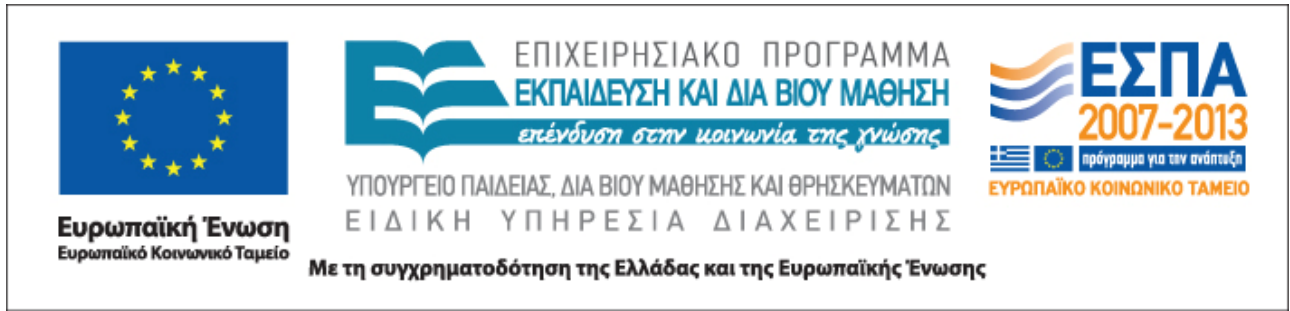 Ευρωπαϊκή Ένωση
Ευρωπαϊκό Κοινωνικό Ταμείο
ΕΠΙΧΕΙΡΗΣΙΑΚΟ ΠΡΟΓΡΑΜΜΑ
ΕΚΠΑΙΔΕΥΣΗ ΚΑΙ ΔΙΑ ΒΙΟΥ ΜΑΘΗΣΗ
επένδυση στην κοινωνία της γνώσης
ΥΠΟΥΡΓΕΙΟ ΠΑΙΔΕΙΑΣ, ΔΙΑ ΒΙΟΥ ΜΑΘΗΣΗΣ ΚΑΙ ΘΡΗΣΚΕΥΜΑΤΩΝ
ΕΙΔΙΚΗ ΥΠΗΡΕΣΙΑ ΔΙΑΧΕΙΡΙΣΗΣ
Με τη συγχρηματοδότηση της Ελλάδας και της Ευρωπαϊκής Ένωσης
ΕΣΠΑ
2007-2013
πρόγραμμα για την ανάπτυξη
ΕΥΡΩΠΑΪΚΟ ΚΟΙΝΩΝΙΚΟ ΤΑΜΕΙΟ